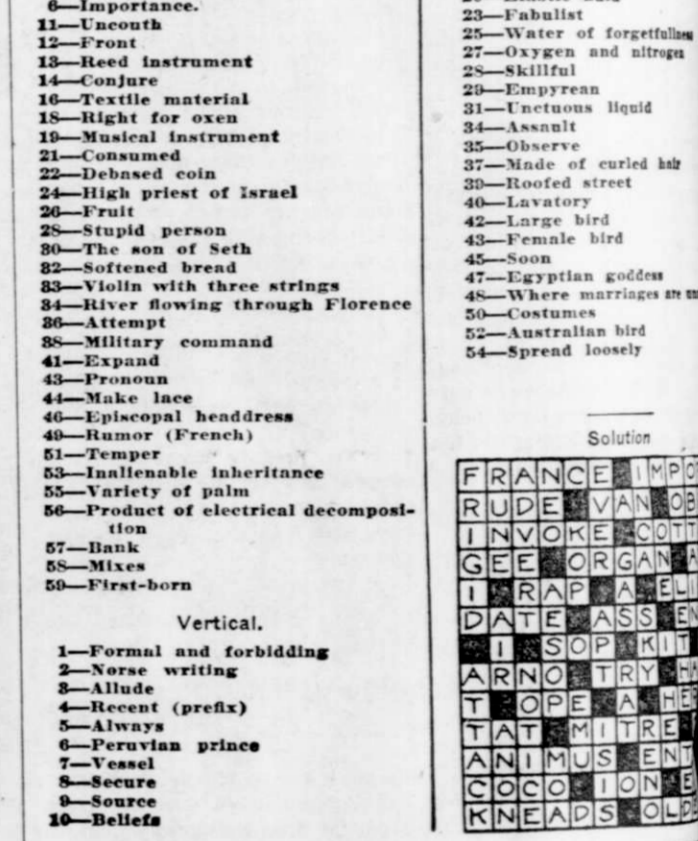 6—Importance.
11—Uncouth
12—Front
13—Reed instrument
14—Conjure
16—Textile material
18—Right for oxen
19—Musical instrument
21—Consumed
22—Debased coin
24—High priest of Israel
26—Fruit
28—Stupid person
30—The son of Seth
32—Softened bread
33—Violin with three strings
34—River flowing through Florence
36—Attempt
38—Military command
41—Expand
43—Pronoun
44—Make lace
46—Episcopal headdress
49—Rumor (French)
51—Temper
53—Inalienable inheritance
55—Variety of palm
56—Product of electrical decomposi-
tion
57—Bank
58—Mixes
59—First-born
Vertical.
1—Formal and forbidding
2—Norse writing
3—Allude
4—Recent (prefix)
5—Always
6—Peruvian prince
7—Vessel
8—Secure
9—Source
10—Beliefs
23—Fabulist
25—Water of forgetfullness
27—Oxygen and nitrogen
28—Skillful
29—Empyrean
31—Unctuous liquid
34—Assault
35—Observe
37—Made of curled hair
39—Roofed street
40—Lavatory
42—Large bird
43—Female bird
45—Soon
47—Egyptian goddess
48—Where marriages are
50—Costumes
52—Australian bird
54—Spread loosely
Solution
FRANCE IMPO
RUDE VAN OB
INVOKE COTT
GEE ORGAN A
I RAP A ELI
DATE ASS EN
I SOP KIT
ARNO TRY HA
T OPE A HE
TAT MITRE
ANIMUS ENT
COCO ION E
KNEADS OLDE